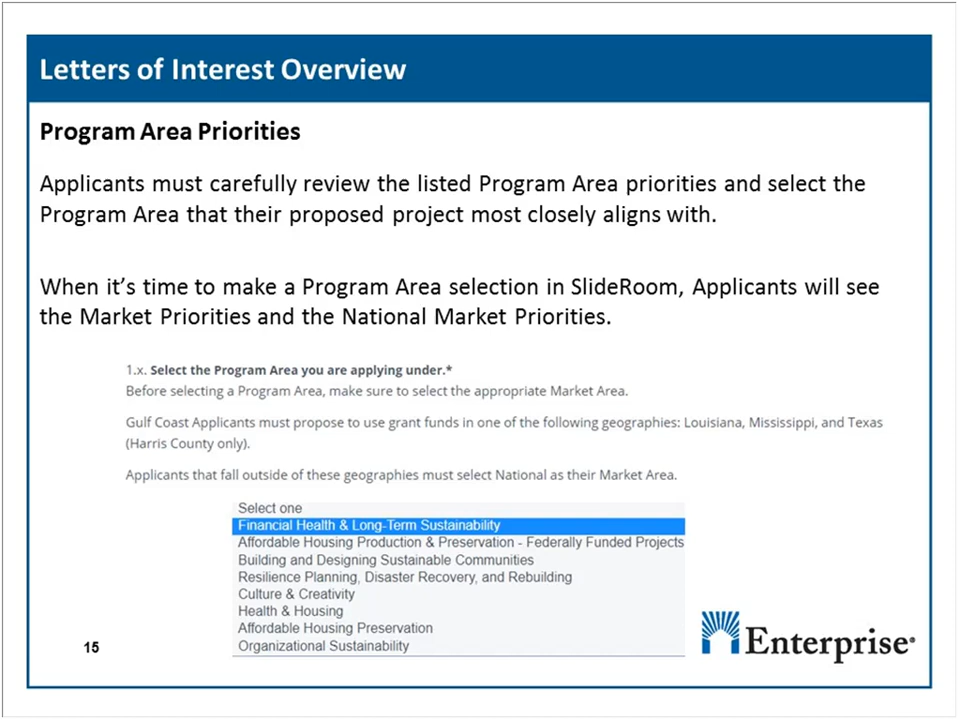 Letters of Interest Overview
Program Area Priorities
Applicants must carefully review the listed Program Area priorities and select the
Program Area that their proposed project most closely aligns with.
When it's time to make a Program Area selection in SlideRoom, Applicants will see
the Market Priorities and the National Market Priorities.
1.x. Select the Program Area you are applying under.*
Before selecting a Program Area, make sure to select the appropriate Market Area.
Gulf Coast Applicants must propose to use grant funds in one of the following geographies: Louisiana, Mississippi, and Texas
(Harris County only).
Applicants that fall outside of these geographies must select National as their Market Area.
Select one
Financial Health & Long-Term Sustainability
Affordable Housing Production & Preservation - Federally Funded Projects
Building and Designing Sustainable Communities
Resilience Planning, Disaster Recovery, and Rebuilding
Culture & Creativity
Health & Housing
Affordable Housing Preservation
Organizational Sustainability
15
Enterprise®